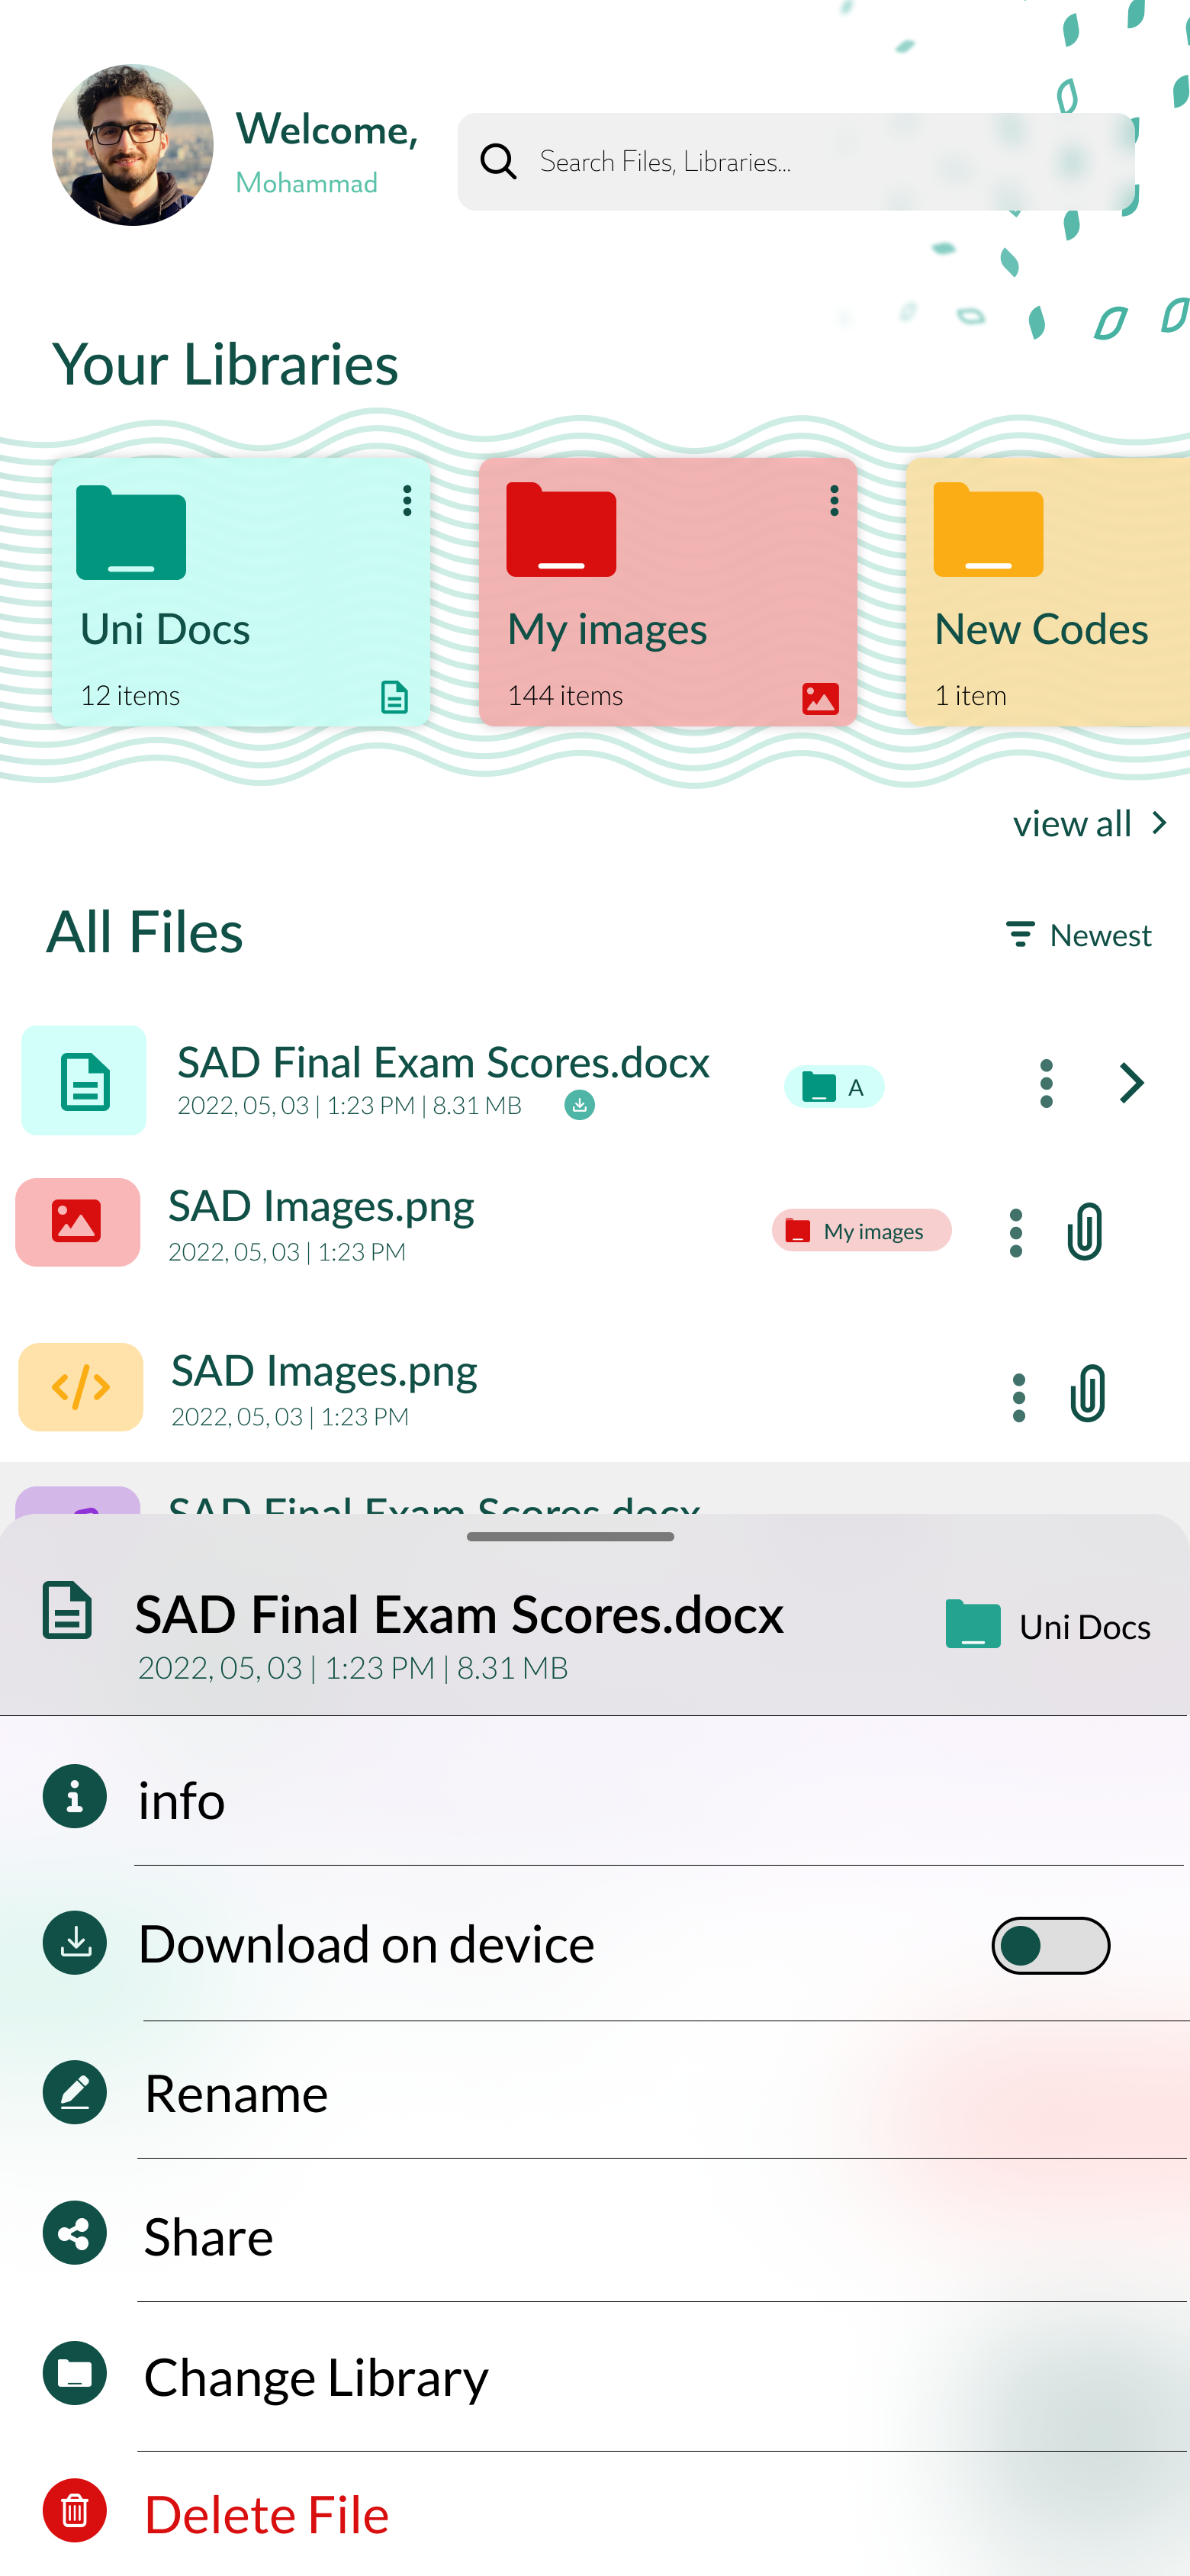 Welcome,
Mohammad
Search Files, Libraries...
Your Libraries
Uni Docs
12 items
My images
144 items
New Codes
1 item
view all
All Files
Newest
SAD Final Exam Scores.docx
2022, 05, 03 | 1:23 PM | 8.31 MB
A
SAD Images.png
2022, 05, 03 | 1:23 PM
My images
SAD Images.png
2022, 05, 03 | 1:23 PM
SAD Final Exam Scores.docx
SAD Final Exam Scores.docx
2022, 05, 03 | 1:23 PM | 8.31 MB
Uni Docs
info
Download on device
Rename
Share
Change Library
Delete File